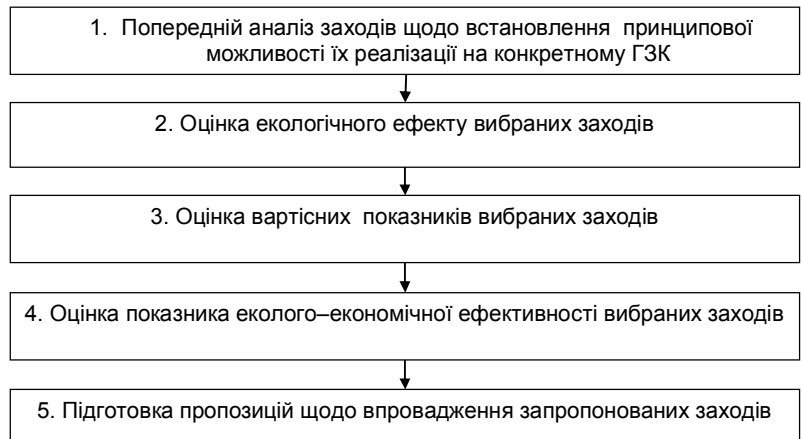 1. Попередній аналіз заходів щодо встановлення принципової
можливості їх реалізації на конкретному ГЗК
2. Оцінка екологічного ефекту вибраних заходів
3. Оцінка вартісних показників вибраних заходів
4. Оцінка показника еколого–економічної ефективності вибраних заходів
5. Підготовка пропозицій щодо впровадження запропонованих заходів